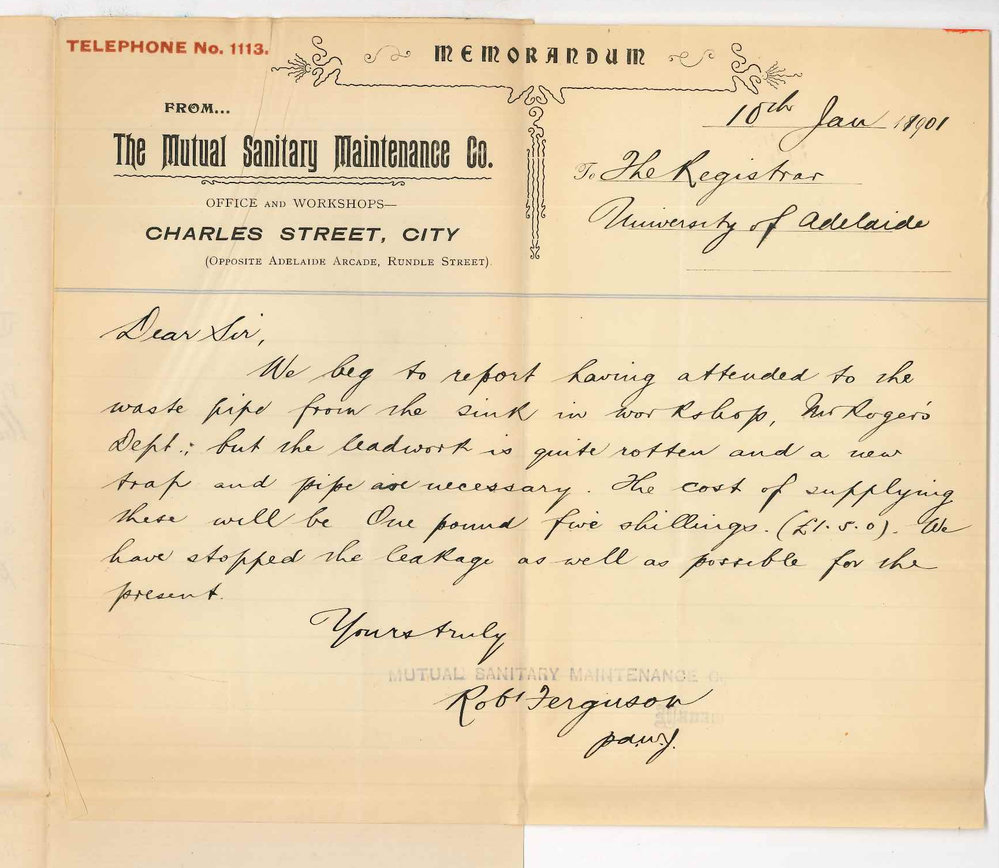 TELEPHONE No. 1113.
MEMORANDUM
FROM...
The Mutual Sanitary Maintenance Co.
OFFICE AND WORKSHOPS—
CHARLES STREET, CITY
(OPPOSITE ADELAIDE ARCADE, RUNDLE STREET).
10th Jan 1901
To The Registrar
University of Adelaide
Dear Sir,
We beg to report having attended to the
waste pipe from the sink in workshop, Mr Roger's
Dept.; but the leadwork is quite rotten and a new
trap and pipe are necessary. The cost of supplying
these will be One pound five shillings. (£1.5.0). We
have stopped the leakage as well as possible for the
present.
Yours truly
MUTUAL SANITARY MAINTENANCE
Robt Ferguson